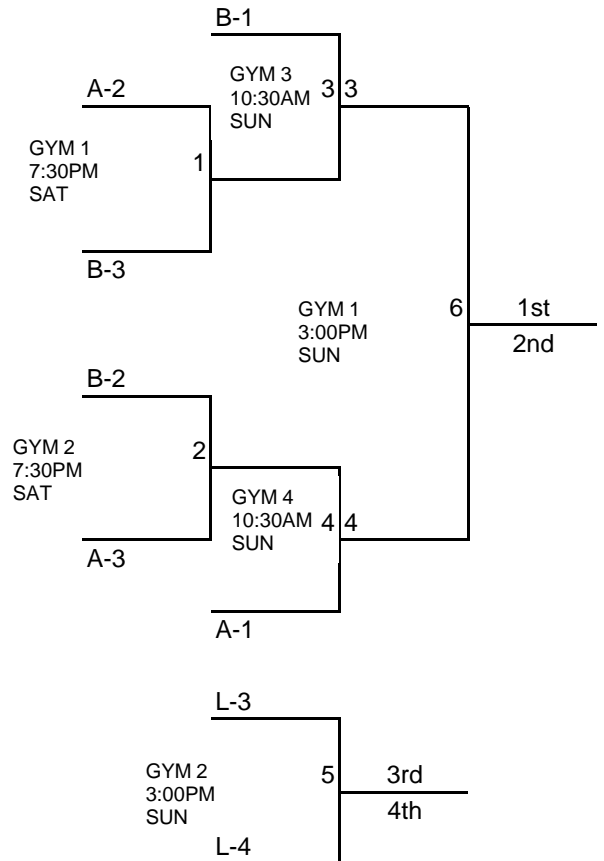 B-1
GYM 3
10:30AM
SUN
3 3
A-2
GYM 1
7:30PM
SAT
1
B-3
GYM 1
3:00PM
SUN
6
1st
2nd
B-2
GYM 2
7:30PM
SAT
2
A-3
GYM 4
10:30AM
SUN
4 4
A-1
L-3
GYM 2
3:00PM
SUN
5
3rd
4th
L-4